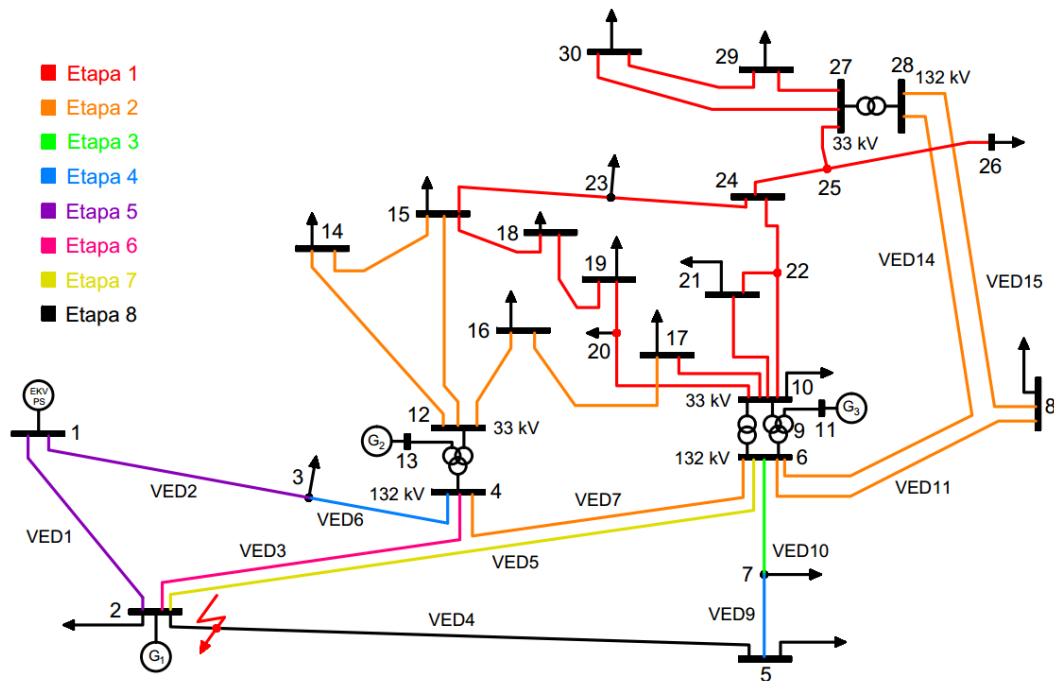 Etapa 1
Etapa 2
Etapa 3
Etapa 4
Etapa 5
Etapa 6
Etapa 7
Etapa 8
30
29
27
28
132 kV
33 kV
26
25
24
23
15
14
18
19
22
21
VED14
VED15
16
17
20
10
33 kV
8
EKV
PS
1
12
33 kV
G2
13
9
11
G3
132 kV
6
3
132 kV
4
VED2
VED6
VED7
VED11
VED1
VED3
VED5
VED10
7
2
VED4
VED9
G1
5